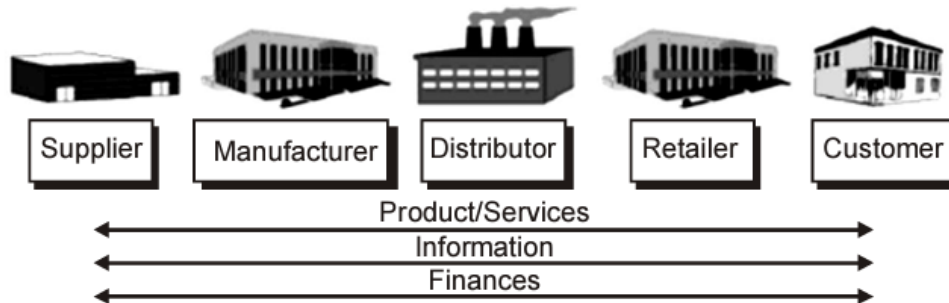 Supplier
Manufacturer
Distributor
Retailer
Customer
Product/Services
Information
Finances